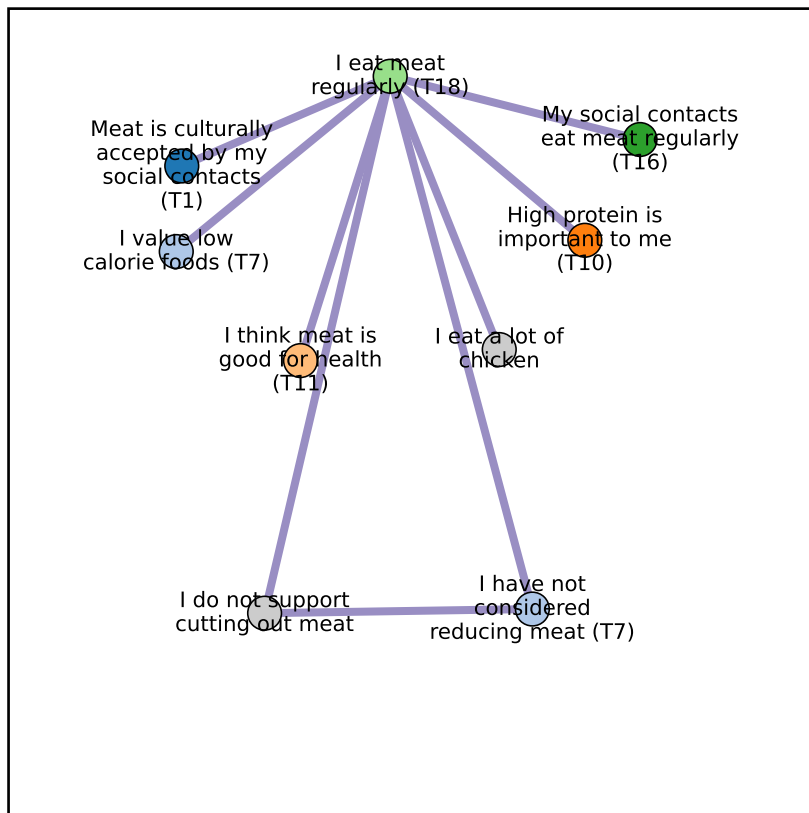 I eat meat
regularly (T18)
My social contacts
eat meat regularly
(T16)
Meat is culturally
accepted by my
social contacts
(T1)
High protein is
important to me
(T10)
I value low
calorie foods (T7)
I think meat is
good for health
(T11)
I eat a lot of
chicken
I have not
considered
reducing meat (T7)
I do not support
cutting out meat